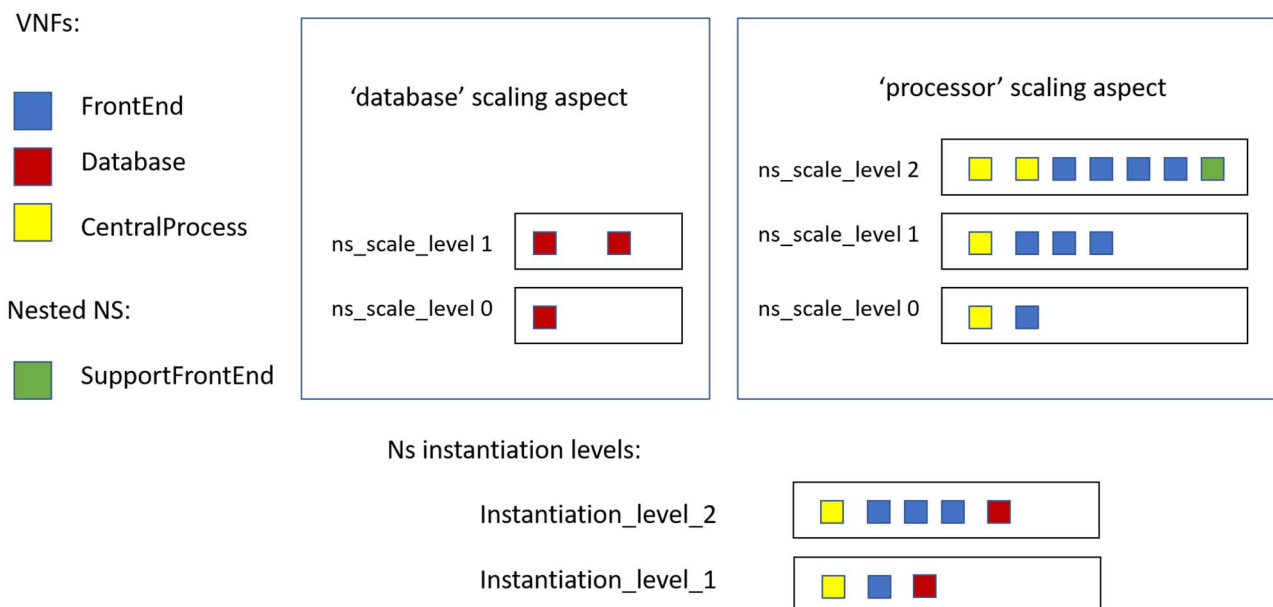 VNFs:
FrontEnd
Database
CentralProcess
Nested NS:
SupportFrontEnd
‘database’ scaling aspect
ns_scale_level 1
ns_scale_level 0
‘processor’ scaling aspect
ns_scale_level 2
ns_scale_level 1
ns_scale_level 0
Ns instantiation levels:
Instantiation_level_2
Instantiation_level_1